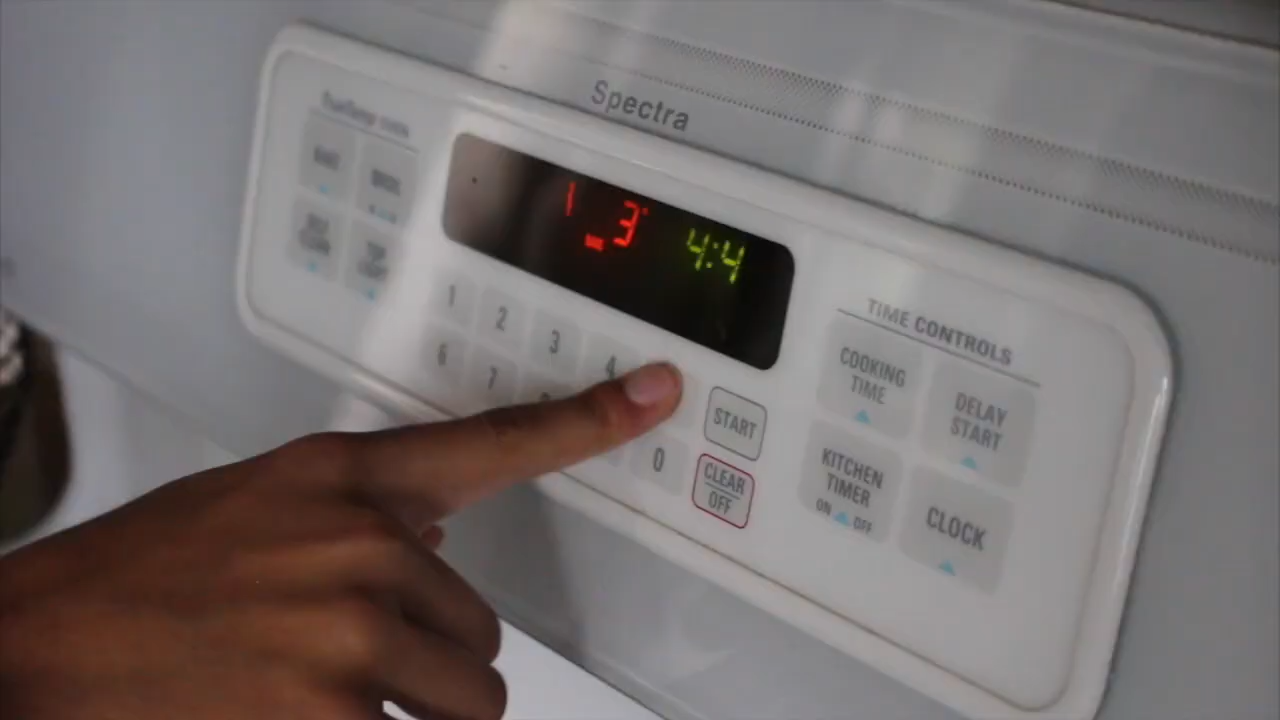 Spectra
1 _3°
4:4
1
2
3
4
6
7
0
START
CLEAR
OFF
TIME CONTROLS
COOKING
TIME
DELAY
START
KITCHEN
TIMER
ON
OFF
CLOCK